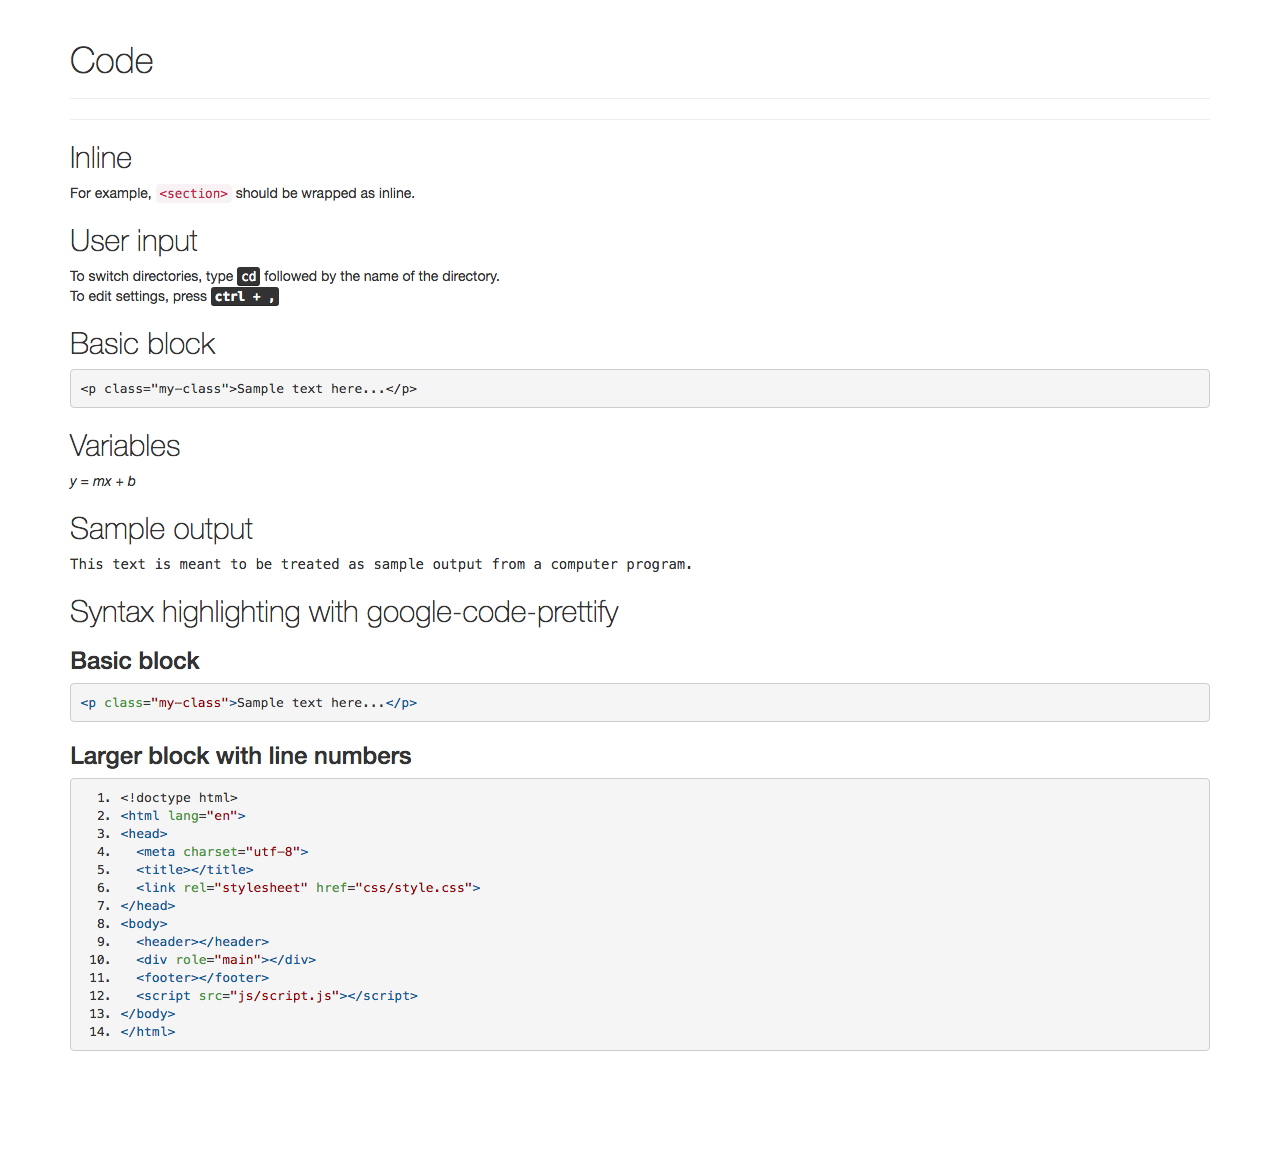 Code
Inline
For example, <section> should be wrapped as inline.
User input
To switch directories, type cd followed by the name of the directory.
To edit settings, press ctrl + ,
Basic block
<p class="my-class">Sample text here...</p>
Variables
y = mx + b
Sample output
This text is meant to be treated as sample output from a computer program.
Syntax highlighting with google-code-prettify
Basic block
<p class="my-class">Sample text here...</p>
Larger block with line numbers
1. <!doctype html>
2. <html lang="en">
3. <head>
4.   <meta charset="utf-8">
5.   <title></title>
6.   <link rel="stylesheet" href="css/style.css">
7. </head>
8. <body>
9.   <header></header>
10.   <div role="main"></div>
11.   <footer></footer>
12.   <script src="js/script.js"></script>
13. </body>
14. </html>